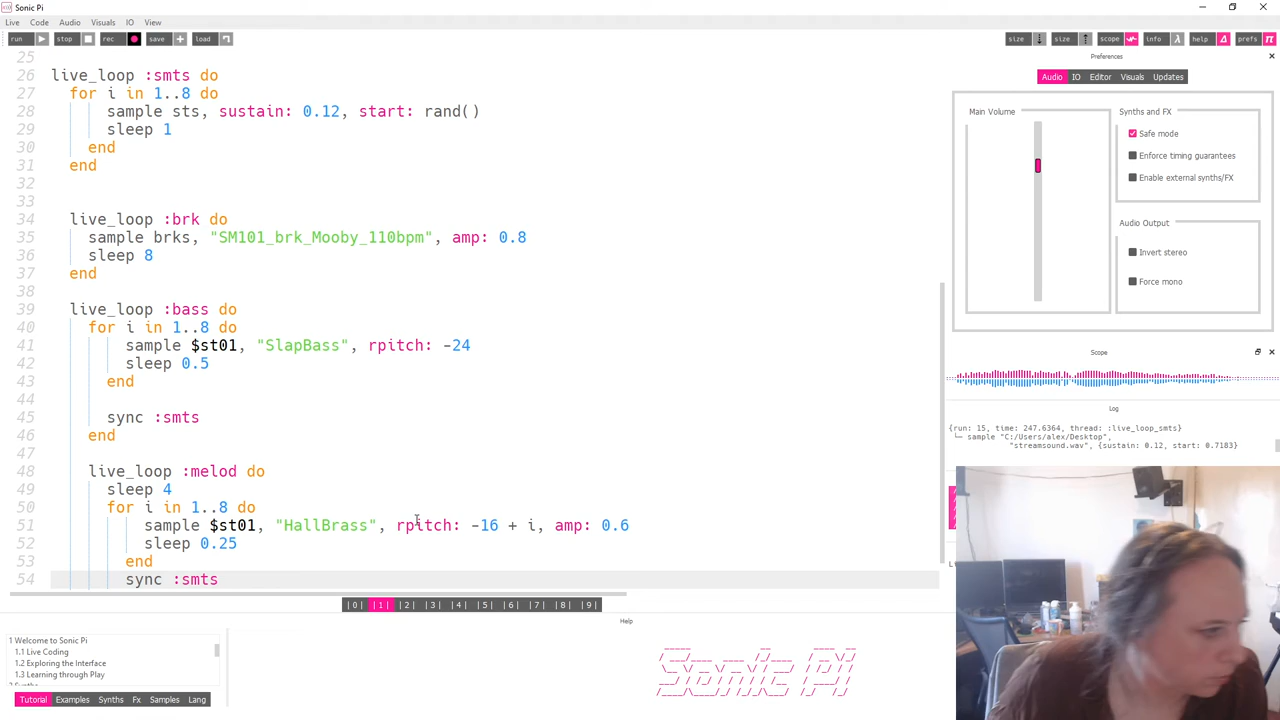 Sonic Pi
Live Code Audio Visuals IO View
run stop rec save load size size scope info help prefs
25
26 live_loop :smts do
27 for i in 1..8 do
28 sample sts, sustain: 0.12, start: rand()
29 sleep 1
30 end
31 end
32
33
34 live_loop :brk do
35 sample brks, "SM101_brk_Mooby_110bpm", amp: 0.8
36 sleep 8
37 end
38
39 live_loop :bass do
40 for i in 1..8 do
41 sample $st01, "SlapBass", rpitch: -24
42 sleep 0.5
43 end
44
45 sync :smts
46 end
47
48 live_loop :melod do
49 sleep 4
50 for i in 1..8 do
51 sample $st01, "HallBrass", rpitch: -16 + i, amp: 0.6
52 sleep 0.25
53 end
54 sync :smts
|0| |1| |2| |3| |4| |5| |6| |7| |8| |9|
Preferences
Audio IO Editor Visuals Updates
Main Volume
Synths and FX
Safe mode
Enforce timing guarantees
Enable external synths/FX
Audio Output
Invert stereo
Force mono
Scope
Log
{run: 15, time: 247.6364, thread: :live_loop_smts}
└─ sample "C:/Users/alex/Desktop",
"streamsound.wav", {sustain: 0.12, start: 0.7183}
Help
1 Welcome to Sonic Pi
1.1 Live Coding
1.2 Exploring the Interface
1.3 Learning through Play
Tutorial Examples Synths Fx Samples Lang
Sonic Pi